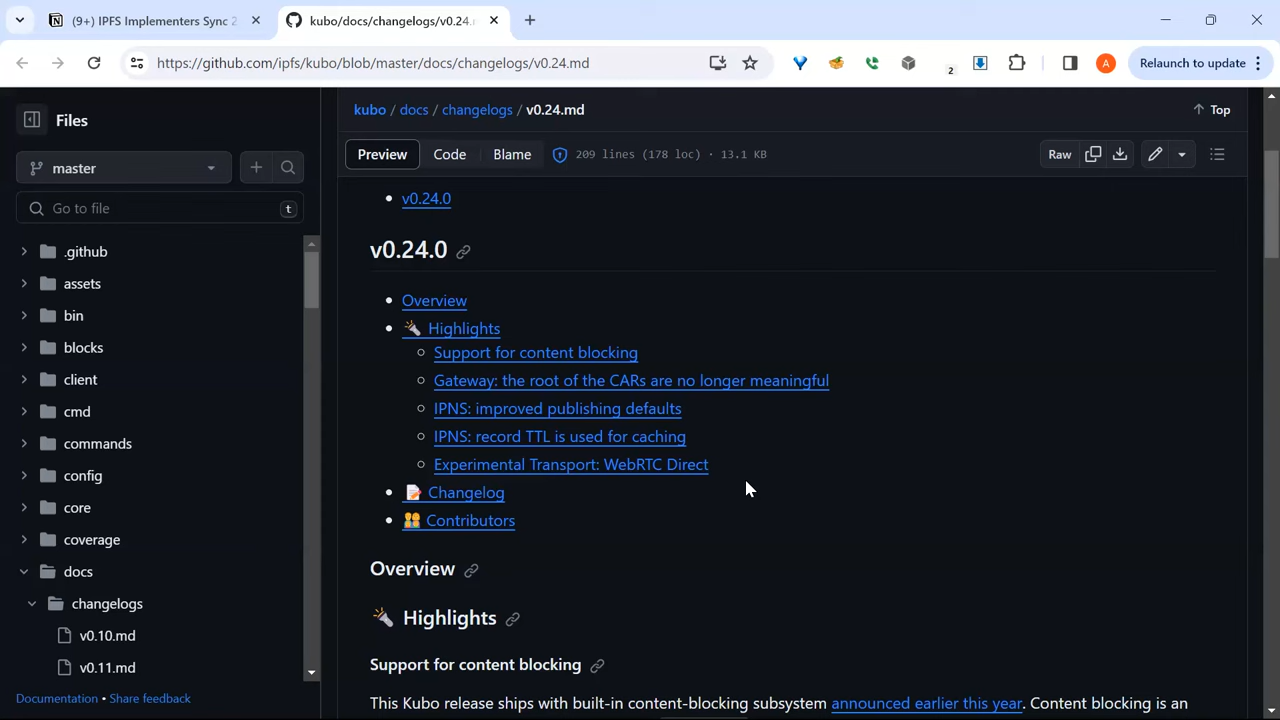 (9+) IPFS Implementers Sync 2
kubo/docs/changelogs/v0.24.m
https://github.com/ipfs/kubo/blob/master/docs/changelogs/v0.24.md
2
A
Relaunch to update
Files
kubo / docs / changelogs / v0.24.md
Top
master
Preview
Code
Blame
209 lines (178 loc) · 13.1 KB
Raw
Go to file
t
.github
assets
bin
blocks
client
cmd
commands
config
core
coverage
docs
changelogs
v0.10.md
v0.11.md
Documentation • Share feedback
v0.24.0
v0.24.0
Overview
Highlights
Support for content blocking
Gateway: the root of the CARs are no longer meaningful
IPNS: improved publishing defaults
IPNS: record TTL is used for caching
Experimental Transport: WebRTC Direct
Changelog
Contributors
Overview
Highlights
Support for content blocking
This Kubo release ships with built-in content-blocking subsystem announced earlier this year. Content blocking is an